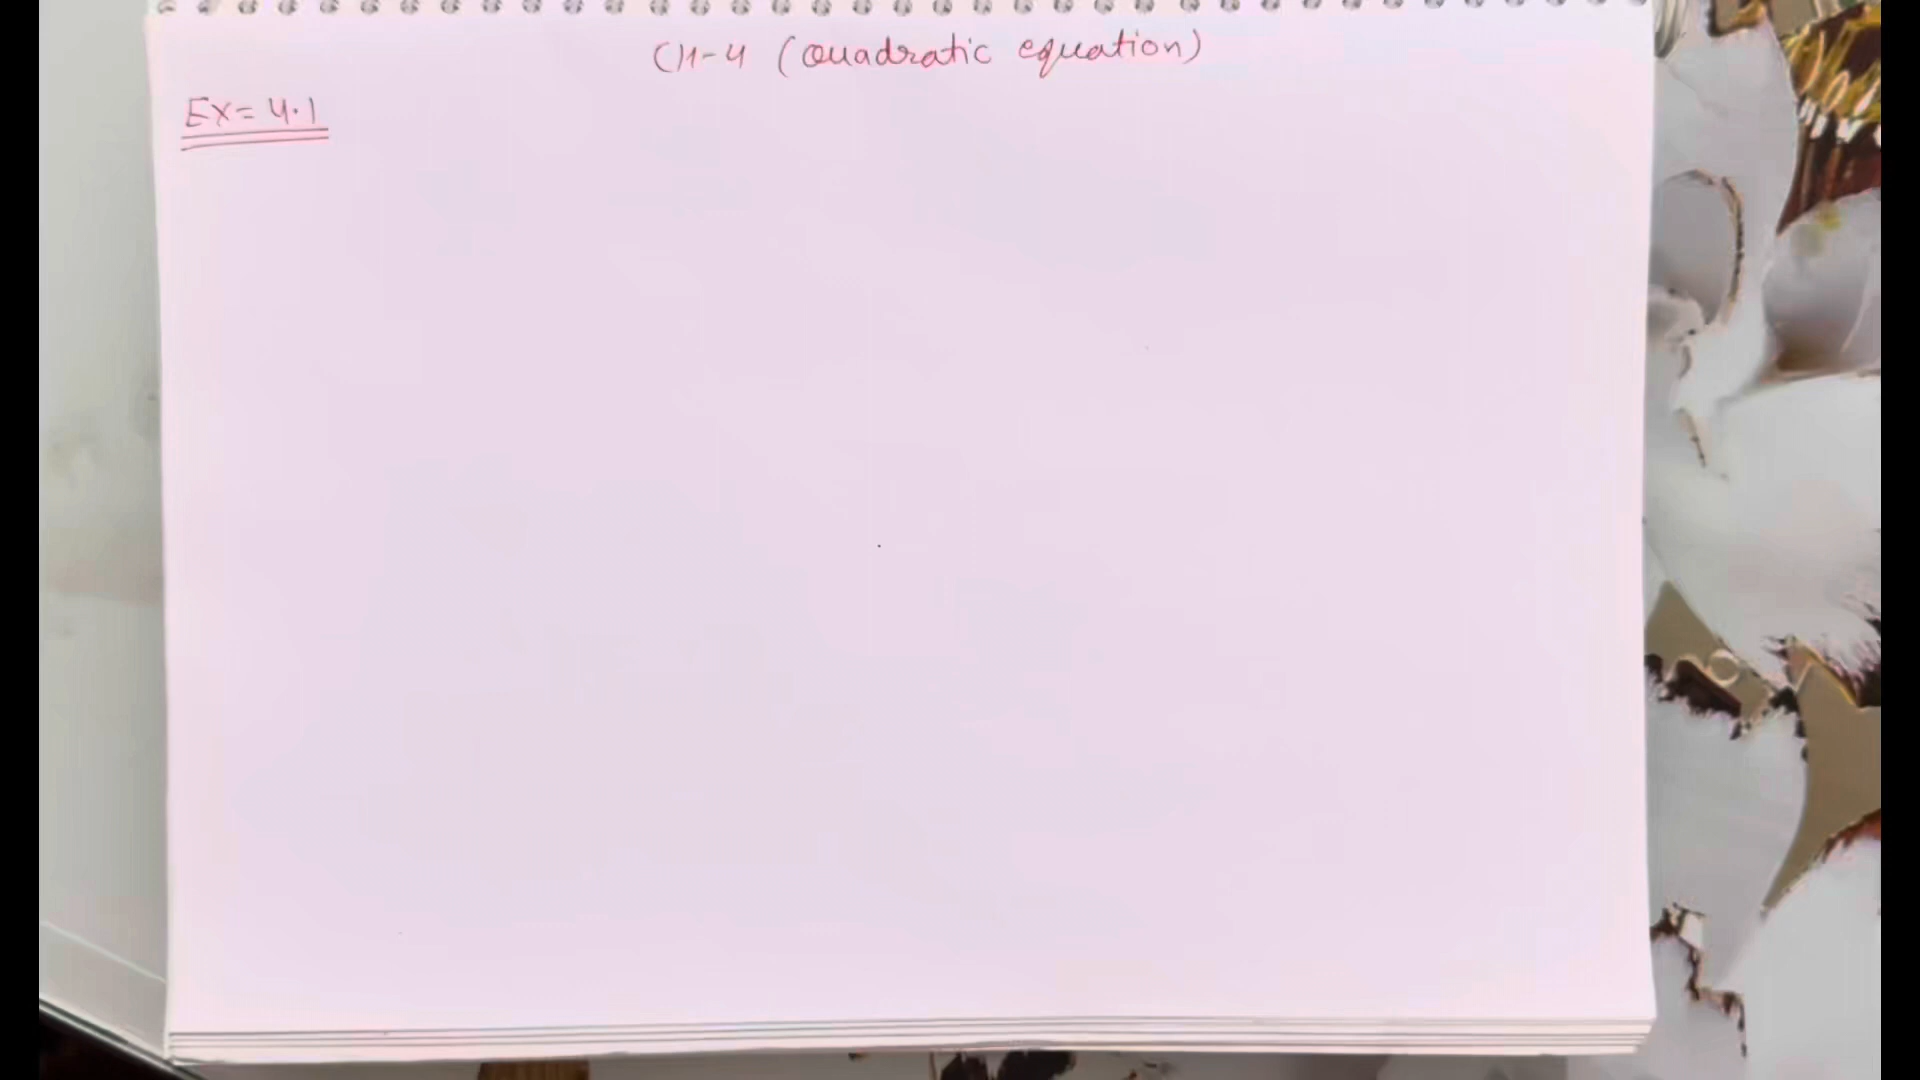 CH-4 (Quadratic equation)
Ex = 4.1